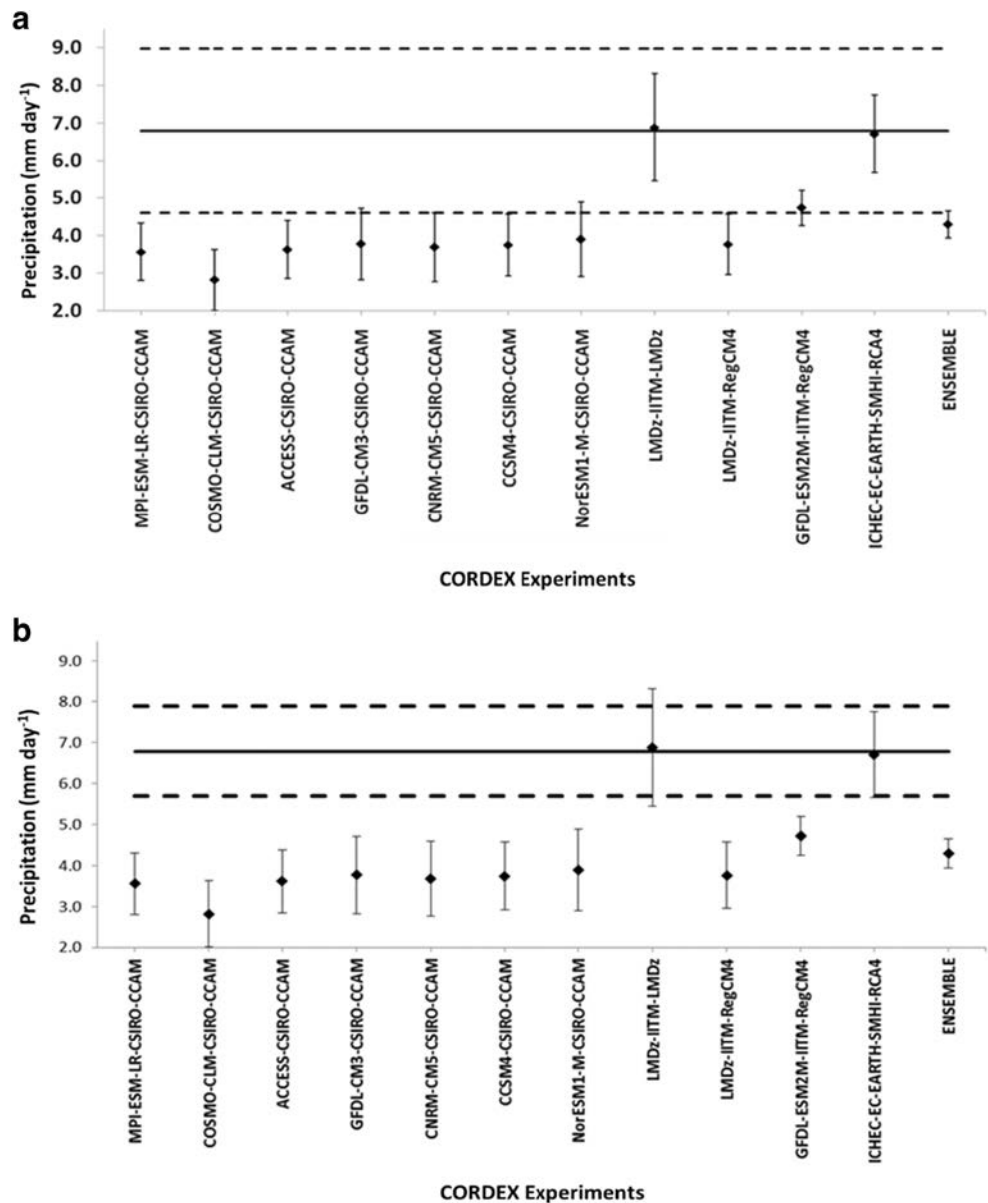 a
Precipitation (mm day-1)
9.0
8.0
7.0
6.0
5.0
4.0
3.0
2.0
MPI-ESM-LR-CSIRO-CCAM
COSMO-CLM-CSIRO-CCAM
ACCESS-CSIRO-CCAM
GFDL-CM3-CSIRO-CCAM
CNRM-CM5-CSIRO-CCAM
CCSM4-CSIRO-CCAM
NorESM1-M-CSIRO-CCAM
LMDz-IITM-LMDz
LMDz-IITM-RegCM4
GFDL-ESM2M-IITM-RegCM4
ICHEC-EC-EARTH-SMHI-RCA4
ENSEMBLE
CORDEX Experiments
b
Precipitation (mm day-1)
9.0
8.0
7.0
6.0
5.0
4.0
3.0
2.0
MPI-ESM-LR-CSIRO-CCAM
COSMO-CLM-CSIRO-CCAM
ACCESS-CSIRO-CCAM
GFDL-CM3-CSIRO-CCAM
CNRM-CM5-CSIRO-CCAM
CCSM4-CSIRO-CCAM
NorESM1-M-CSIRO-CCAM
LMDz-IITM-LMDz
LMDz-IITM-RegCM4
GFDL-ESM2M-IITM-RegCM4
ICHEC-EC-EARTH-SMHI-RCA4
ENSEMBLE
CORDEX Experiments